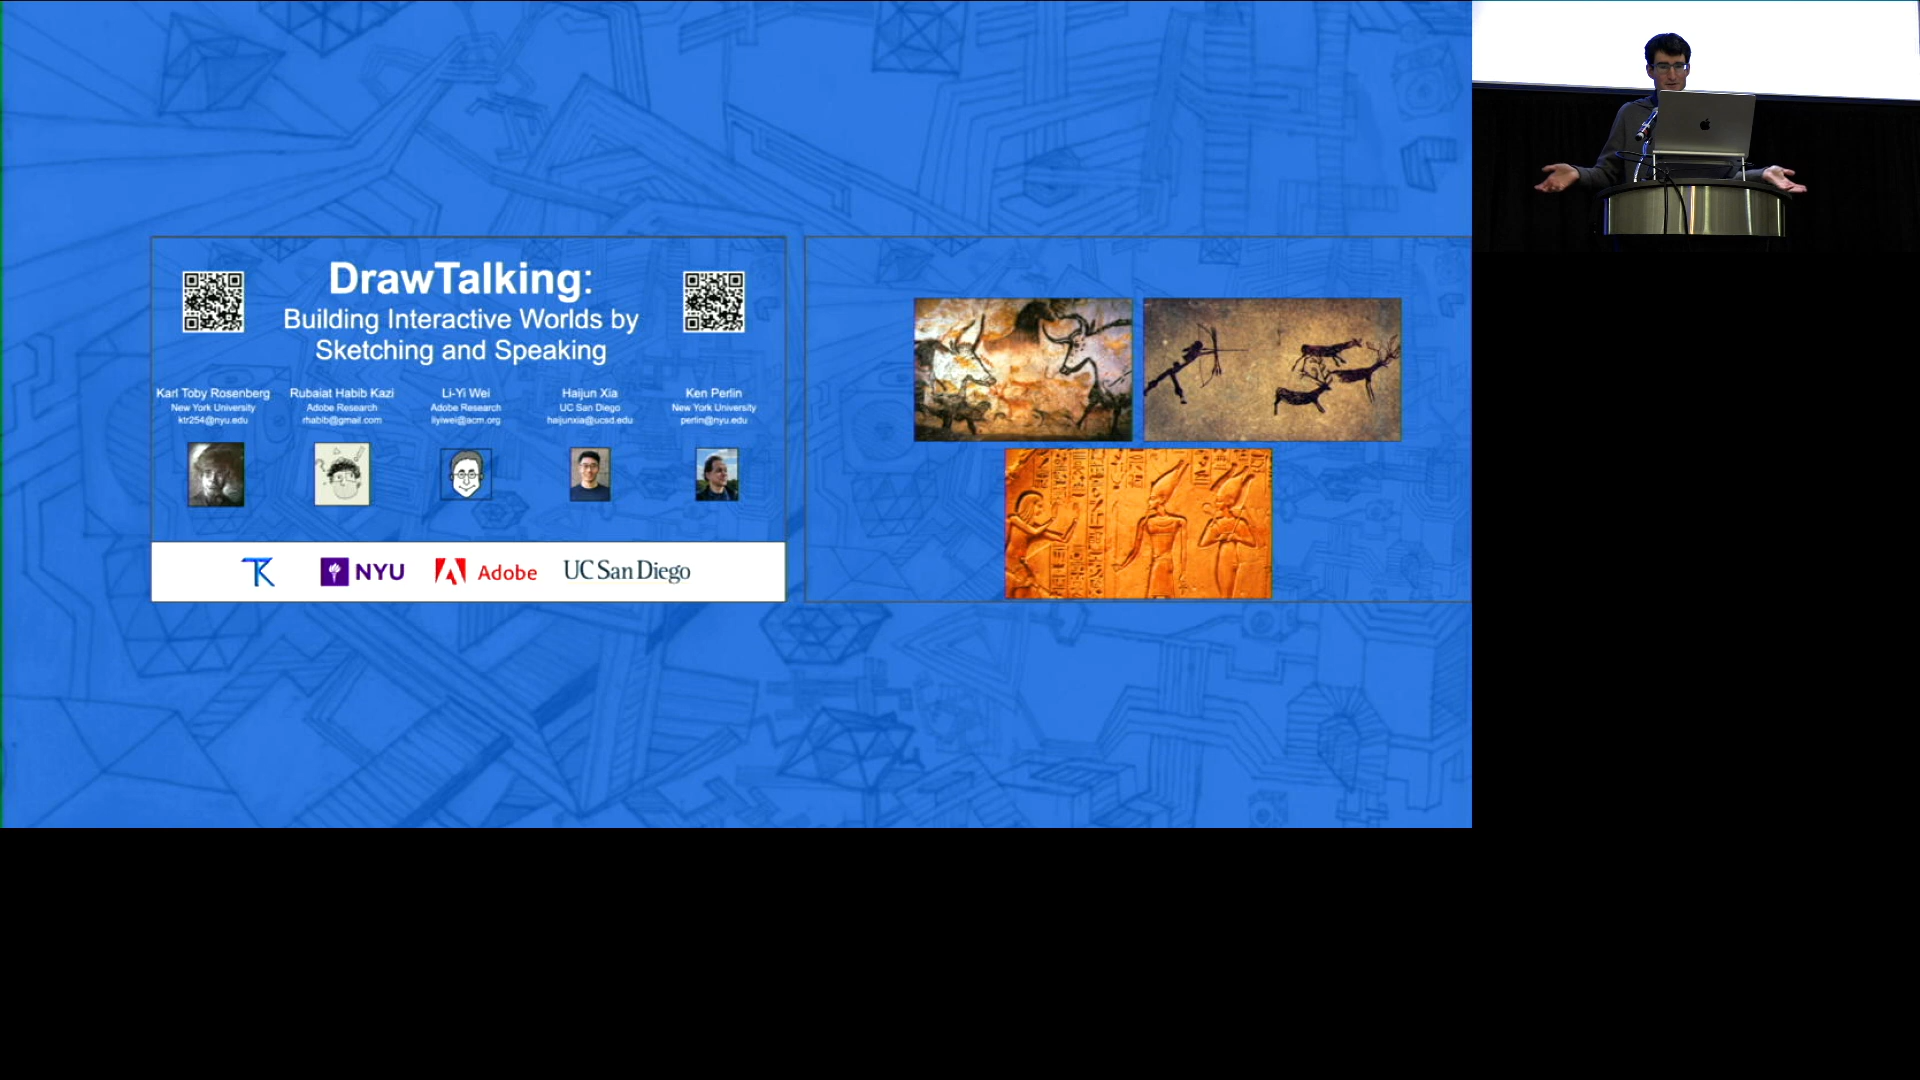 DrawTalking:
Building Interactive Worlds by
Sketching and Speaking
Karl Toby Rosenberg
New York University
ktr254@nyu.edu
Rubaiat Habib Kazi
Adobe Research
rhabib@gmail.com
Li-Yi Wei
Adobe Research
liyiwei@acm.org
Haijun Xia
UC San Diego
haijunxia@ucsd.edu
Ken Perlin
New York University
perlin@nyu.edu
NYU
Adobe
UC San Diego